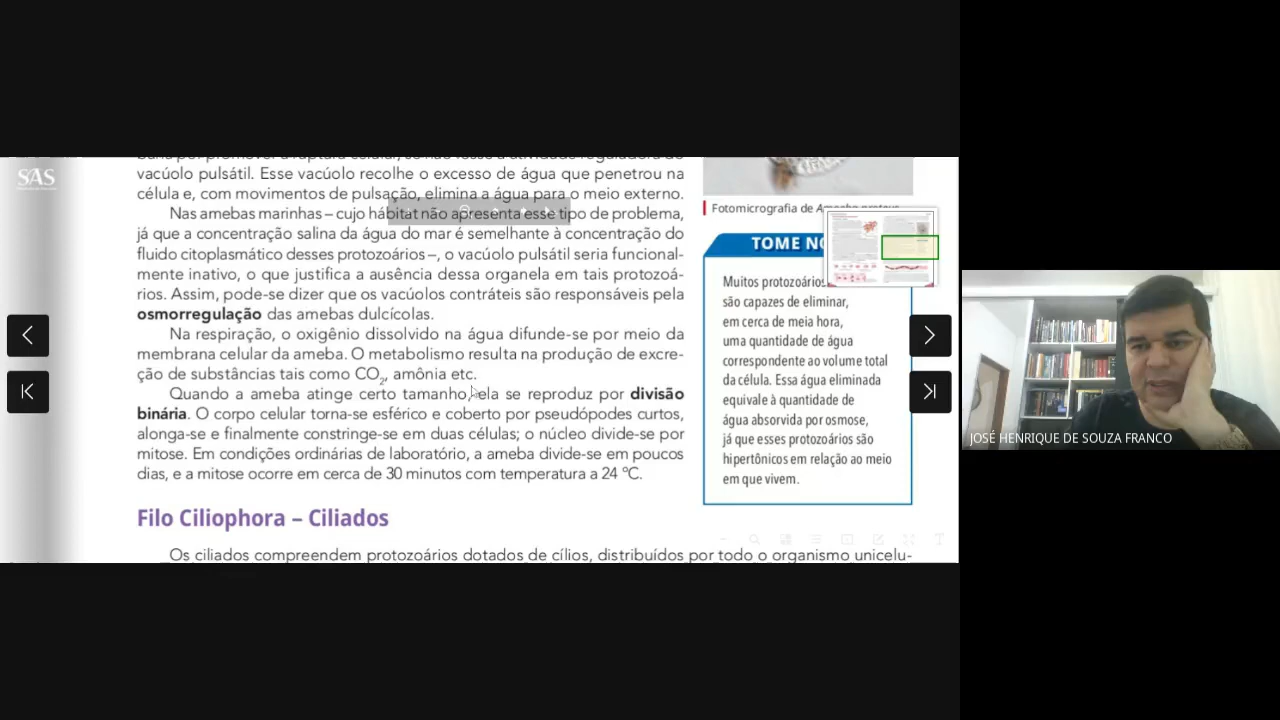 SAS
vacúolo pulsátil. Esse vacúolo recolhe o excesso de água que penetrou na
célula e, com movimentos de pulsação, elimina a água para o meio externo.
Nas amebas marinhas – cujo hábitat não apresenta esse tipo de problema,
já que a concentração salina da água do mar é semelhante à concentração do
fluido citoplasmático desses protozoários –, o vacúolo pulsátil seria funcional-
mente inativo, o que justifica a ausência dessa organela em tais protozoá-
rios. Assim, pode-se dizer que os vacúolos contráteis são responsáveis pela
osmorregulação das amebas dulcícolas.
Na respiração, o oxigênio dissolvido na água difunde-se por meio da
membrana celular da ameba. O metabolismo resulta na produção de excre-
ção de substâncias tais como CO2, amônia etc.
Quando a ameba atinge certo tamanho, ela se reproduz por divisão
binária. O corpo celular torna-se esférico e coberto por pseudópodes curtos,
alonga-se e finalmente constringe-se em duas células; o núcleo divide-se por
mitose. Em condições ordinárias de laboratório, a ameba divide-se em poucos
dias, e a mitose ocorre em cerca de 30 minutos com temperatura a 24 ºC.
Filo Ciliophora – Ciliados
Os ciliados compreendem protozoários dotados de cílios, distribuídos por todo o organismo unicelu-
Fotomicrografia de
TOME NO
Muitos protozoários
são capazes de eliminar,
em cerca de meia hora,
uma quantidade de água
correspondente ao volume total
da célula. Essa água eliminada
equivale à quantidade de
água absorvida por osmose,
já que esses protozoários são
hipertônicos em relação ao meio
em que vivem.
JOSÉ HENRIQUE DE SOUZA FRANCO